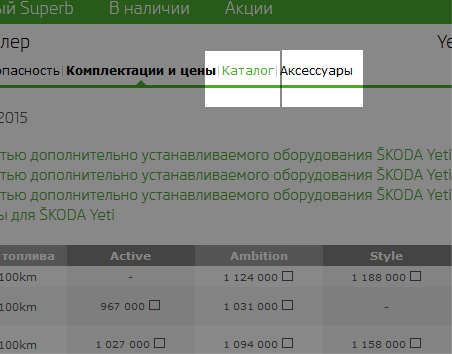 ый Superb В наличии Акции
лер Ye
опасность | Комплектации и цены | Каталог | Аксессуары
2015
тью дополнительно устанавливаемого оборудования ŠKODA Yeti
тью дополнительно устанавливаемого оборудования ŠKODA Yeti
тью дополнительно устанавливаемого оборудования ŠKODA Yeti
ы для ŠKODA Yeti
топлива Active Ambition Style
100km - 1 124 000 1 188 000
100km 967 000 1 031 000 -
100km 1 027 000 1 094 000 1 158 000